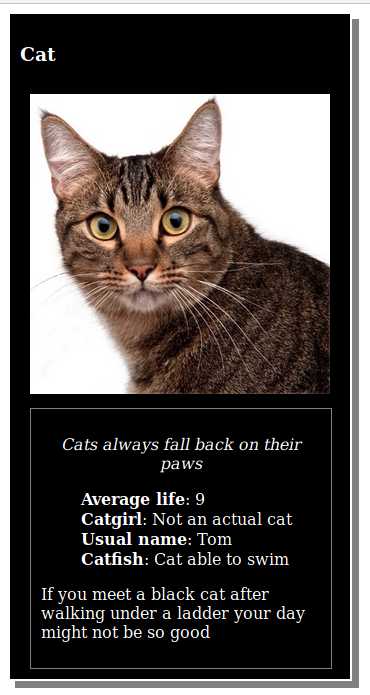 Cat
Cats always fall back on their
paws
Average life: 9
Catgirl: Not an actual cat
Usual name: Tom
Catfish: Cat able to swim
If you meet a black cat after
walking under a ladder your day
might not be so good